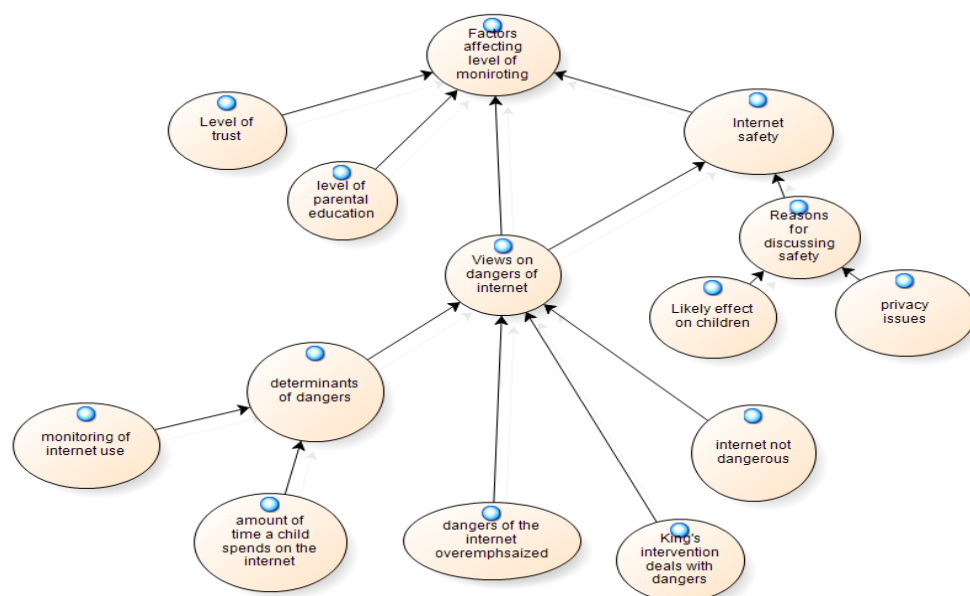 Factors
affecting
level of
moniroting
Level of
trust
Internet
safety
level of
parental
education
Reasons
for
discussing
safety
Views on
dangers of
internet
Likely effect
on children
privacy
issues
determinants
of dangers
monitoring of
internet use
internet not
dangerous
amount of
time a child
spends on the
internet
dangers of the
internet
overemphsaized
King's
intervention
deals with
dangers